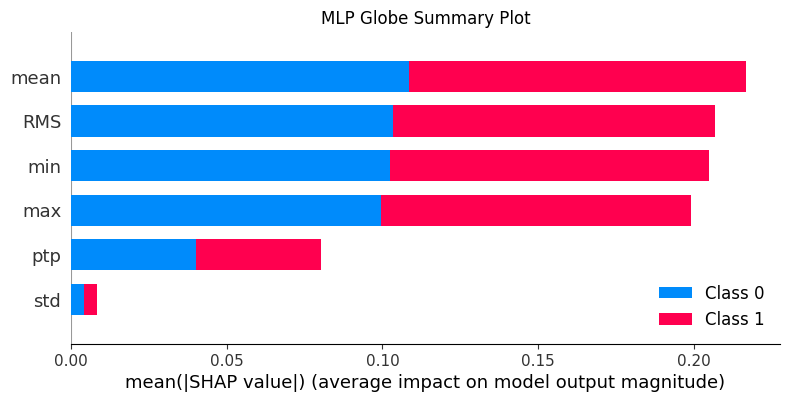 MLP Globe Summary Plot
mean
RMS
min
max
ptp
std
Class 0
Class 1
0.00 0.05 0.10 0.15 0.20
mean(|SHAP value|) (average impact on model output magnitude)